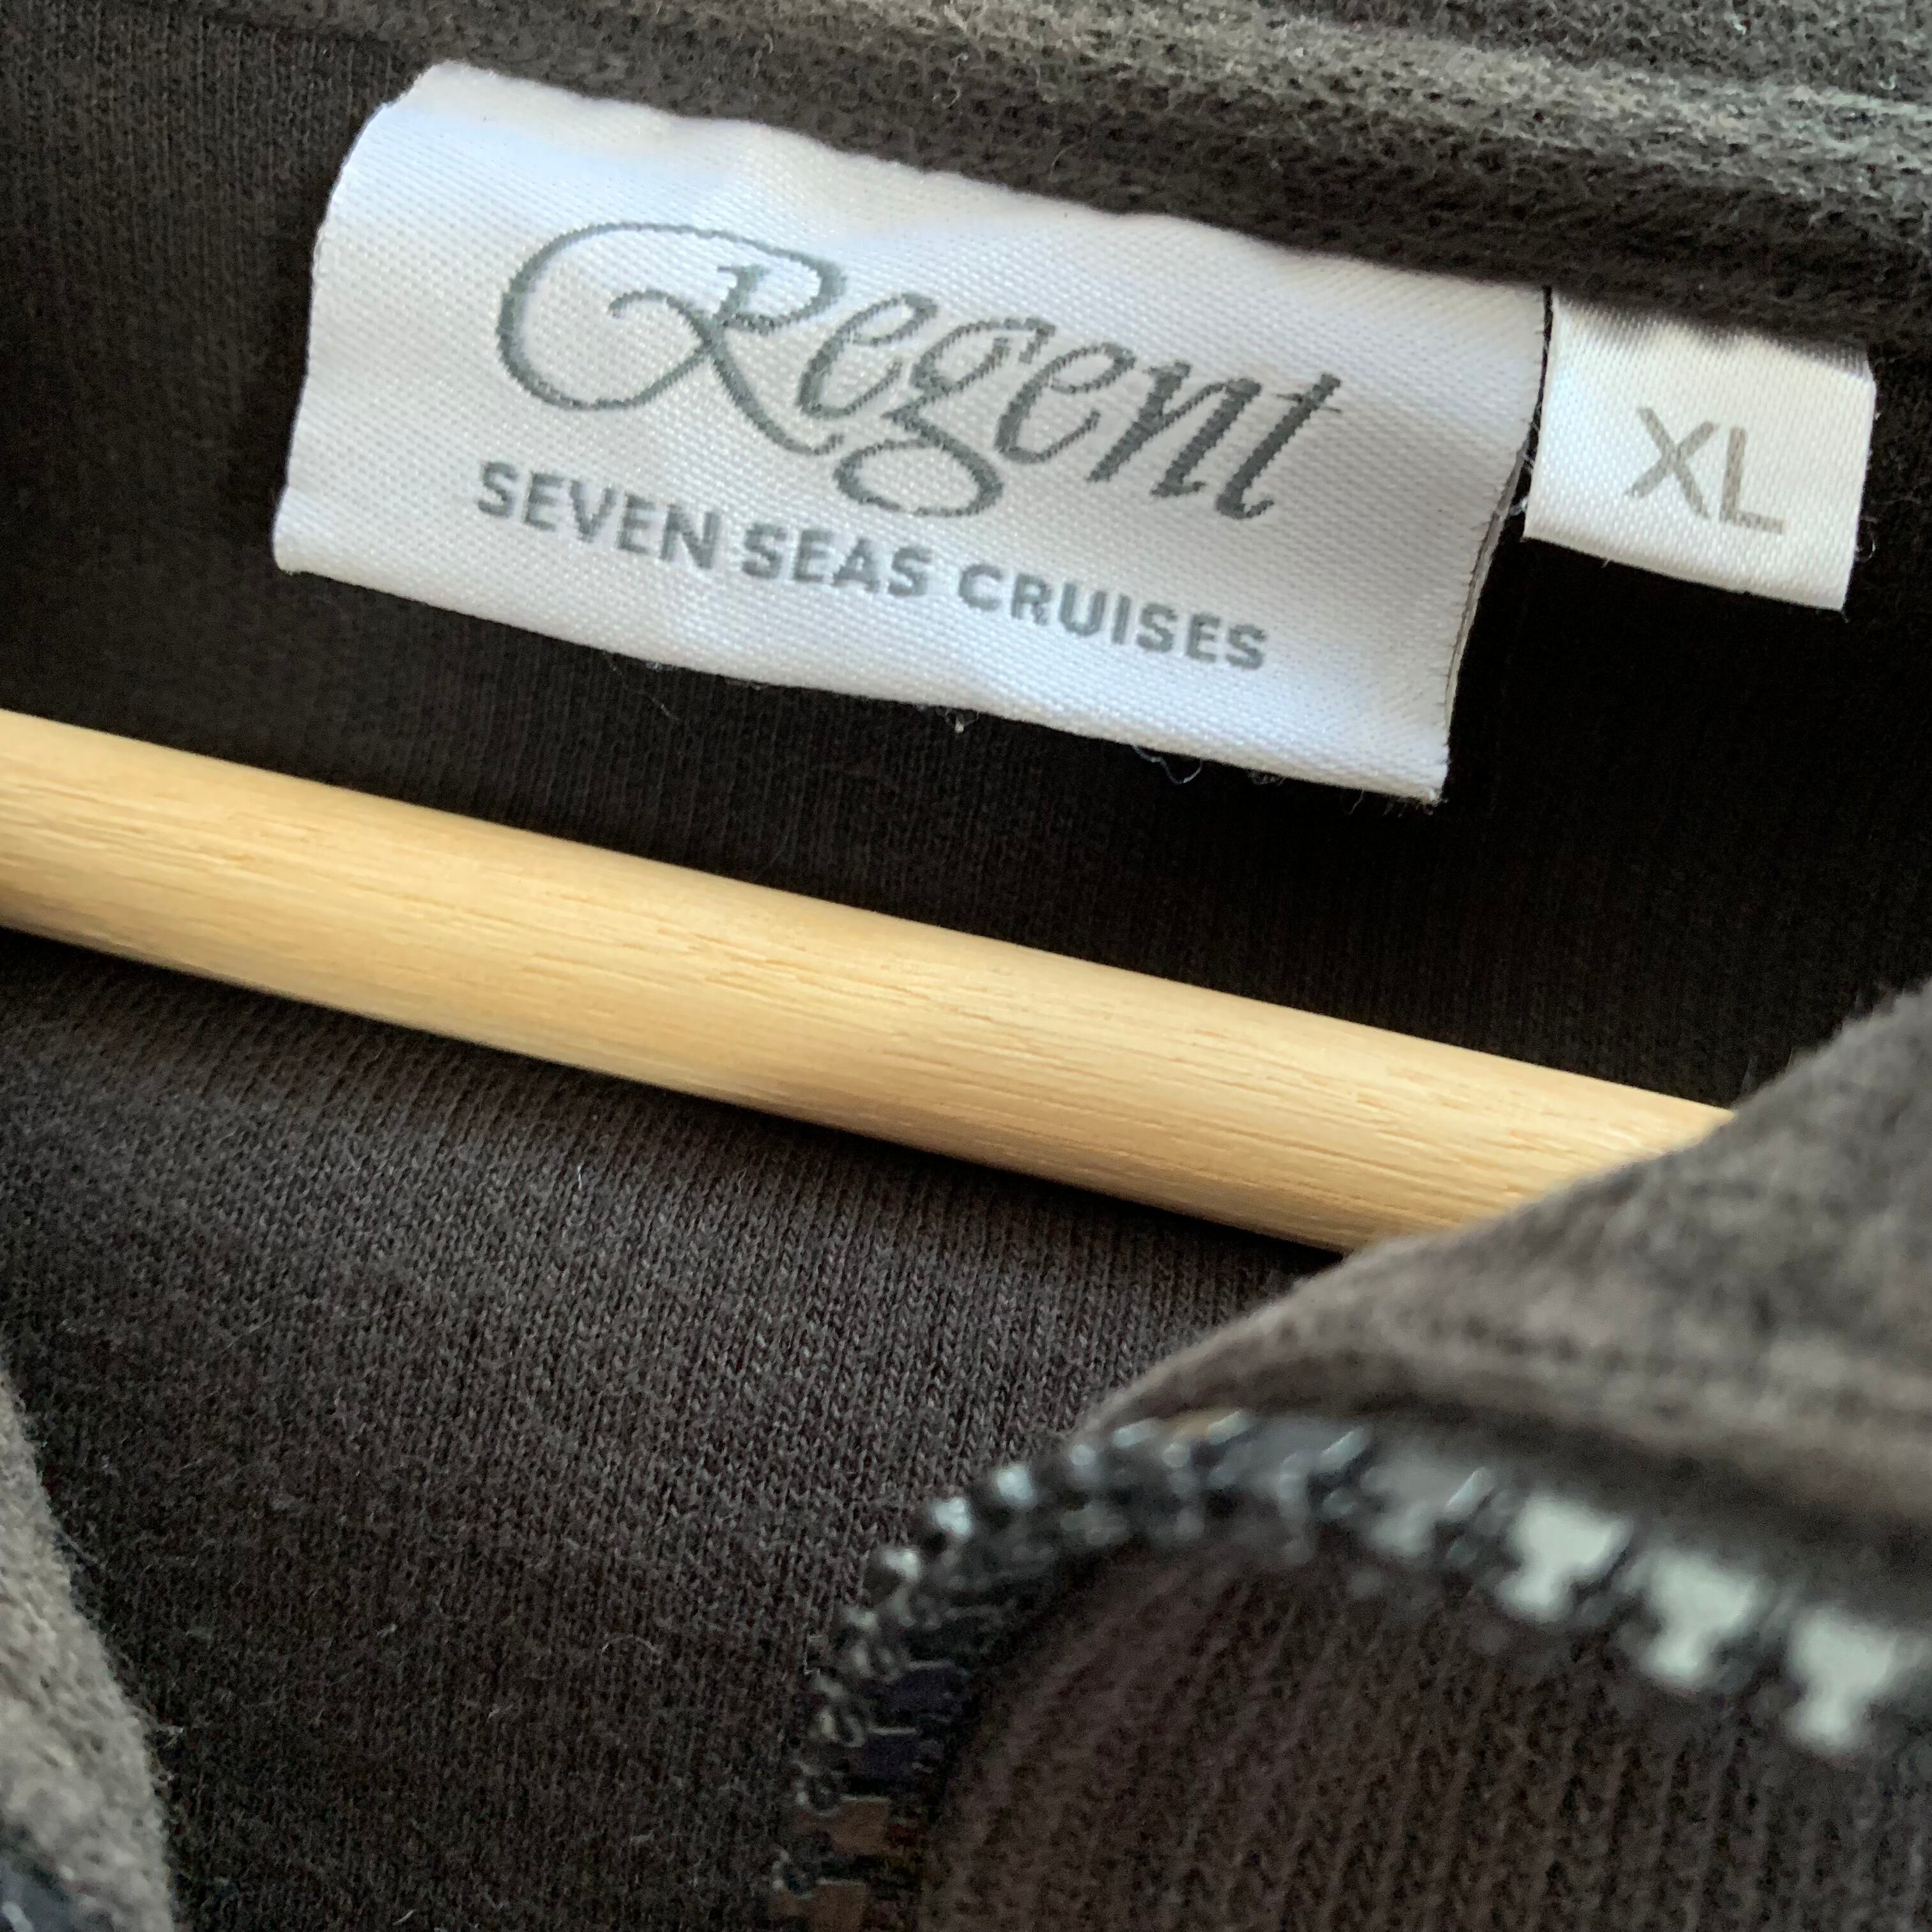 Regent
SEVEN SEAS CRUISES
XL